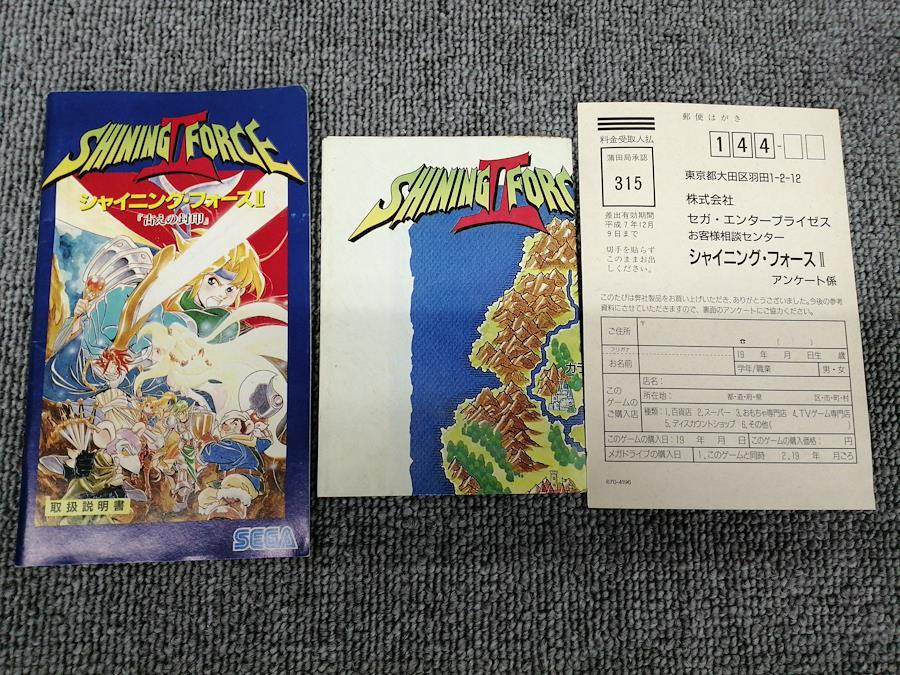 SHINING FORCE II
シャイニング・フォースII
『古えの封印』
取扱説明書
SEGA
SHINING II FORC
カラ
郵便はがき
料金受取人払
蒲田局承認
315
差出有効期間
平成7年12月
9日まで
切手を貼らず
このままお出
しください。
144-
東京都大田区羽田1-2-12
株式会社
セガ・エンタープライゼス
お客様相談センター
シャイニング・フォースII
アンケート係
このたびは弊社製品をお買い上げいただき、ありがとうございました。今後の参考
資料にさせていただきますので、裏面のアンケートにご協力ください。
ご住所
〒
☎ ( )
フリガナ
お名前
19 年 月 日生 歳
学年/職業
男・女
この
ゲームの
ご購入店
店名:
所在地: 都・道・府・県 区・市・町・村
種類:1.百貨店 2.スーパー 3.おもちゃ専門店 4.TVゲーム専門店
5.ディスカウントショップ 6.その他( )
このゲームの購入日:19 年 月 日
このゲームの購入価格: 円
メガドライブの購入日
1.このゲームと同時 2.19 年 月ごろ
670-4196